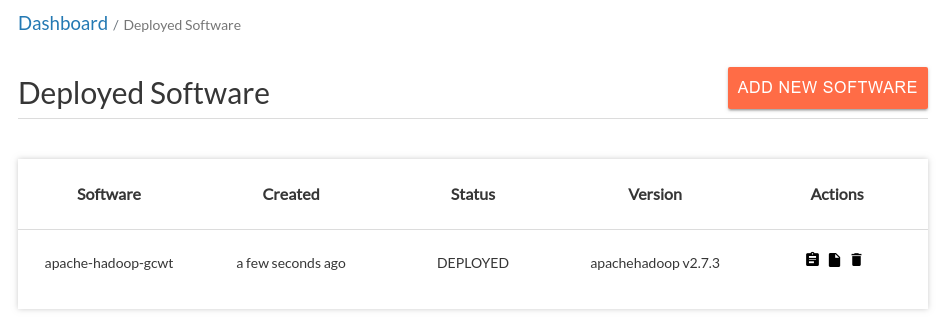 Dashboard / Deployed Software
Deployed Software ADD NEW SOFTWARE
Software Created Status Version Actions
apache-hadoop-gcwt a few seconds ago DEPLOYED apachehadoop v2.7.3